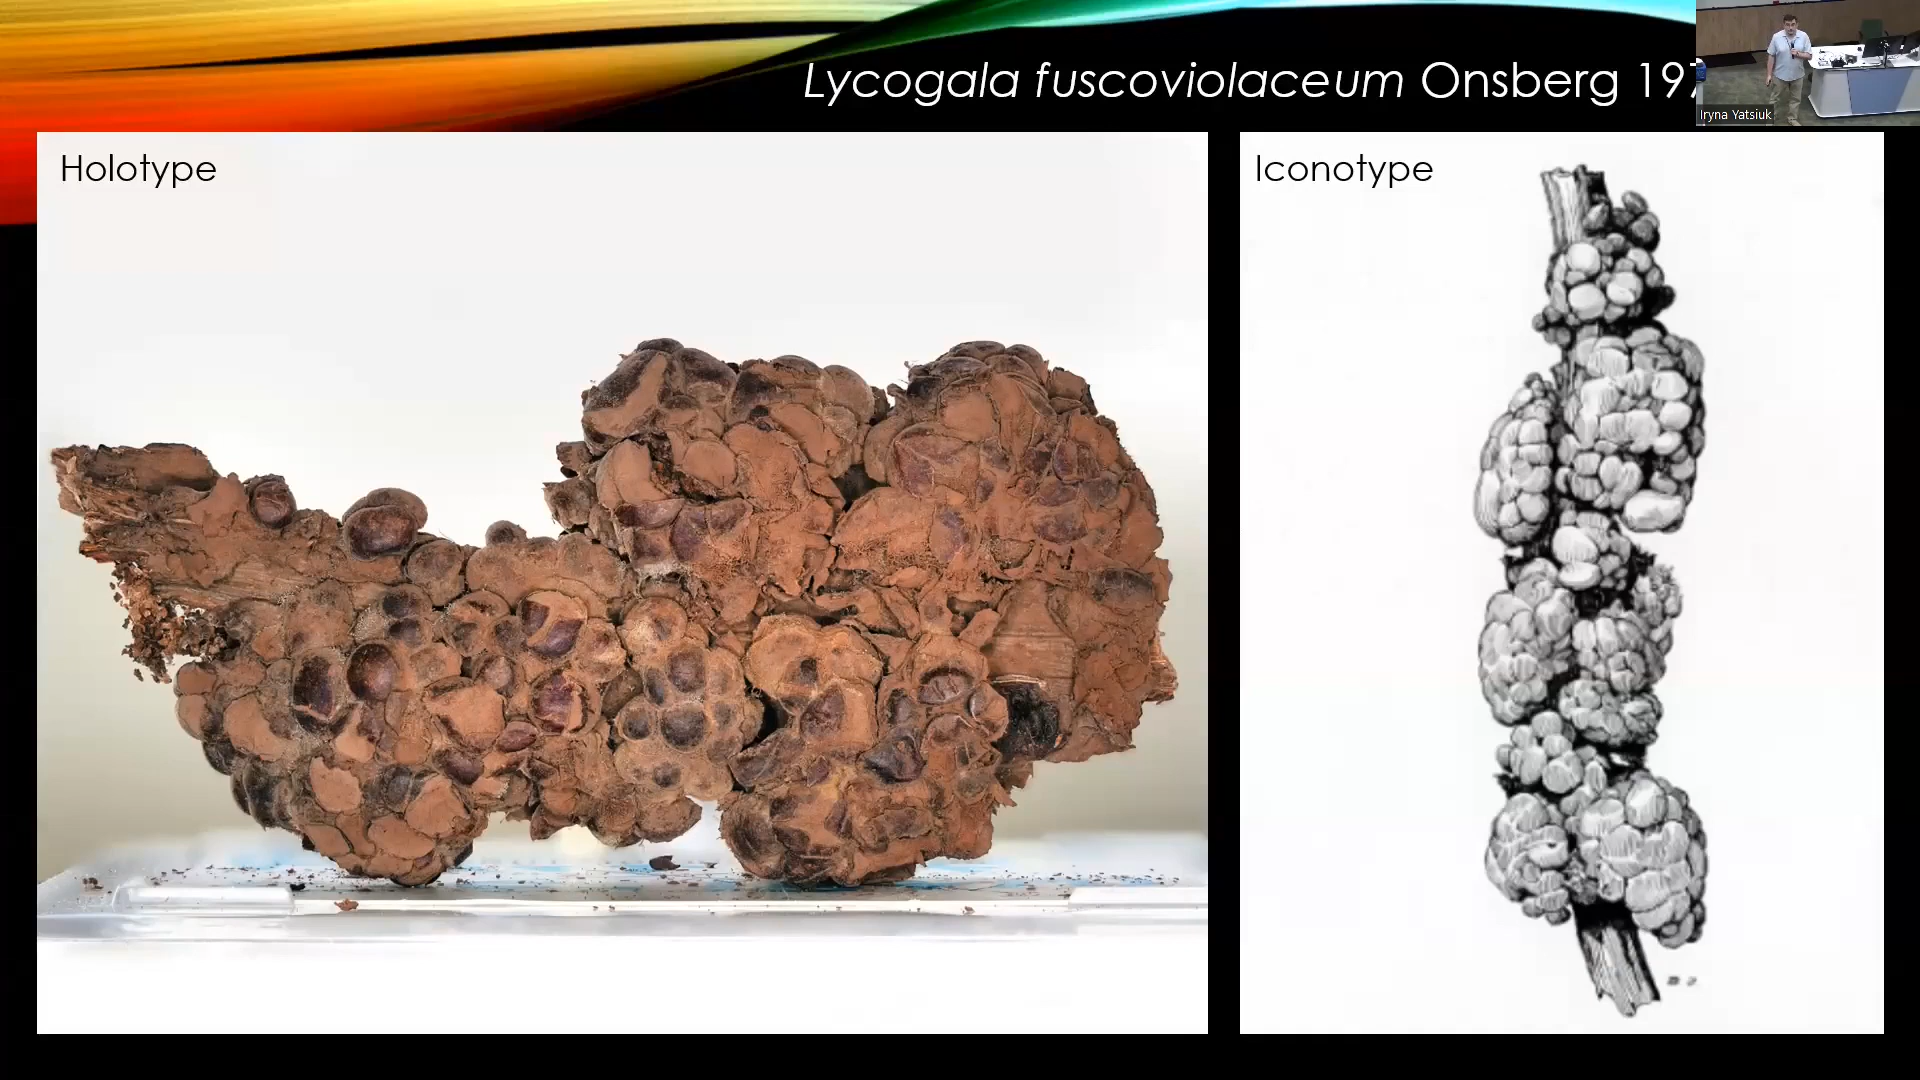 Lycogala fuscoviolaceum Onsberg 197
Iryna Yatsiuk
Holotype
Iconotype